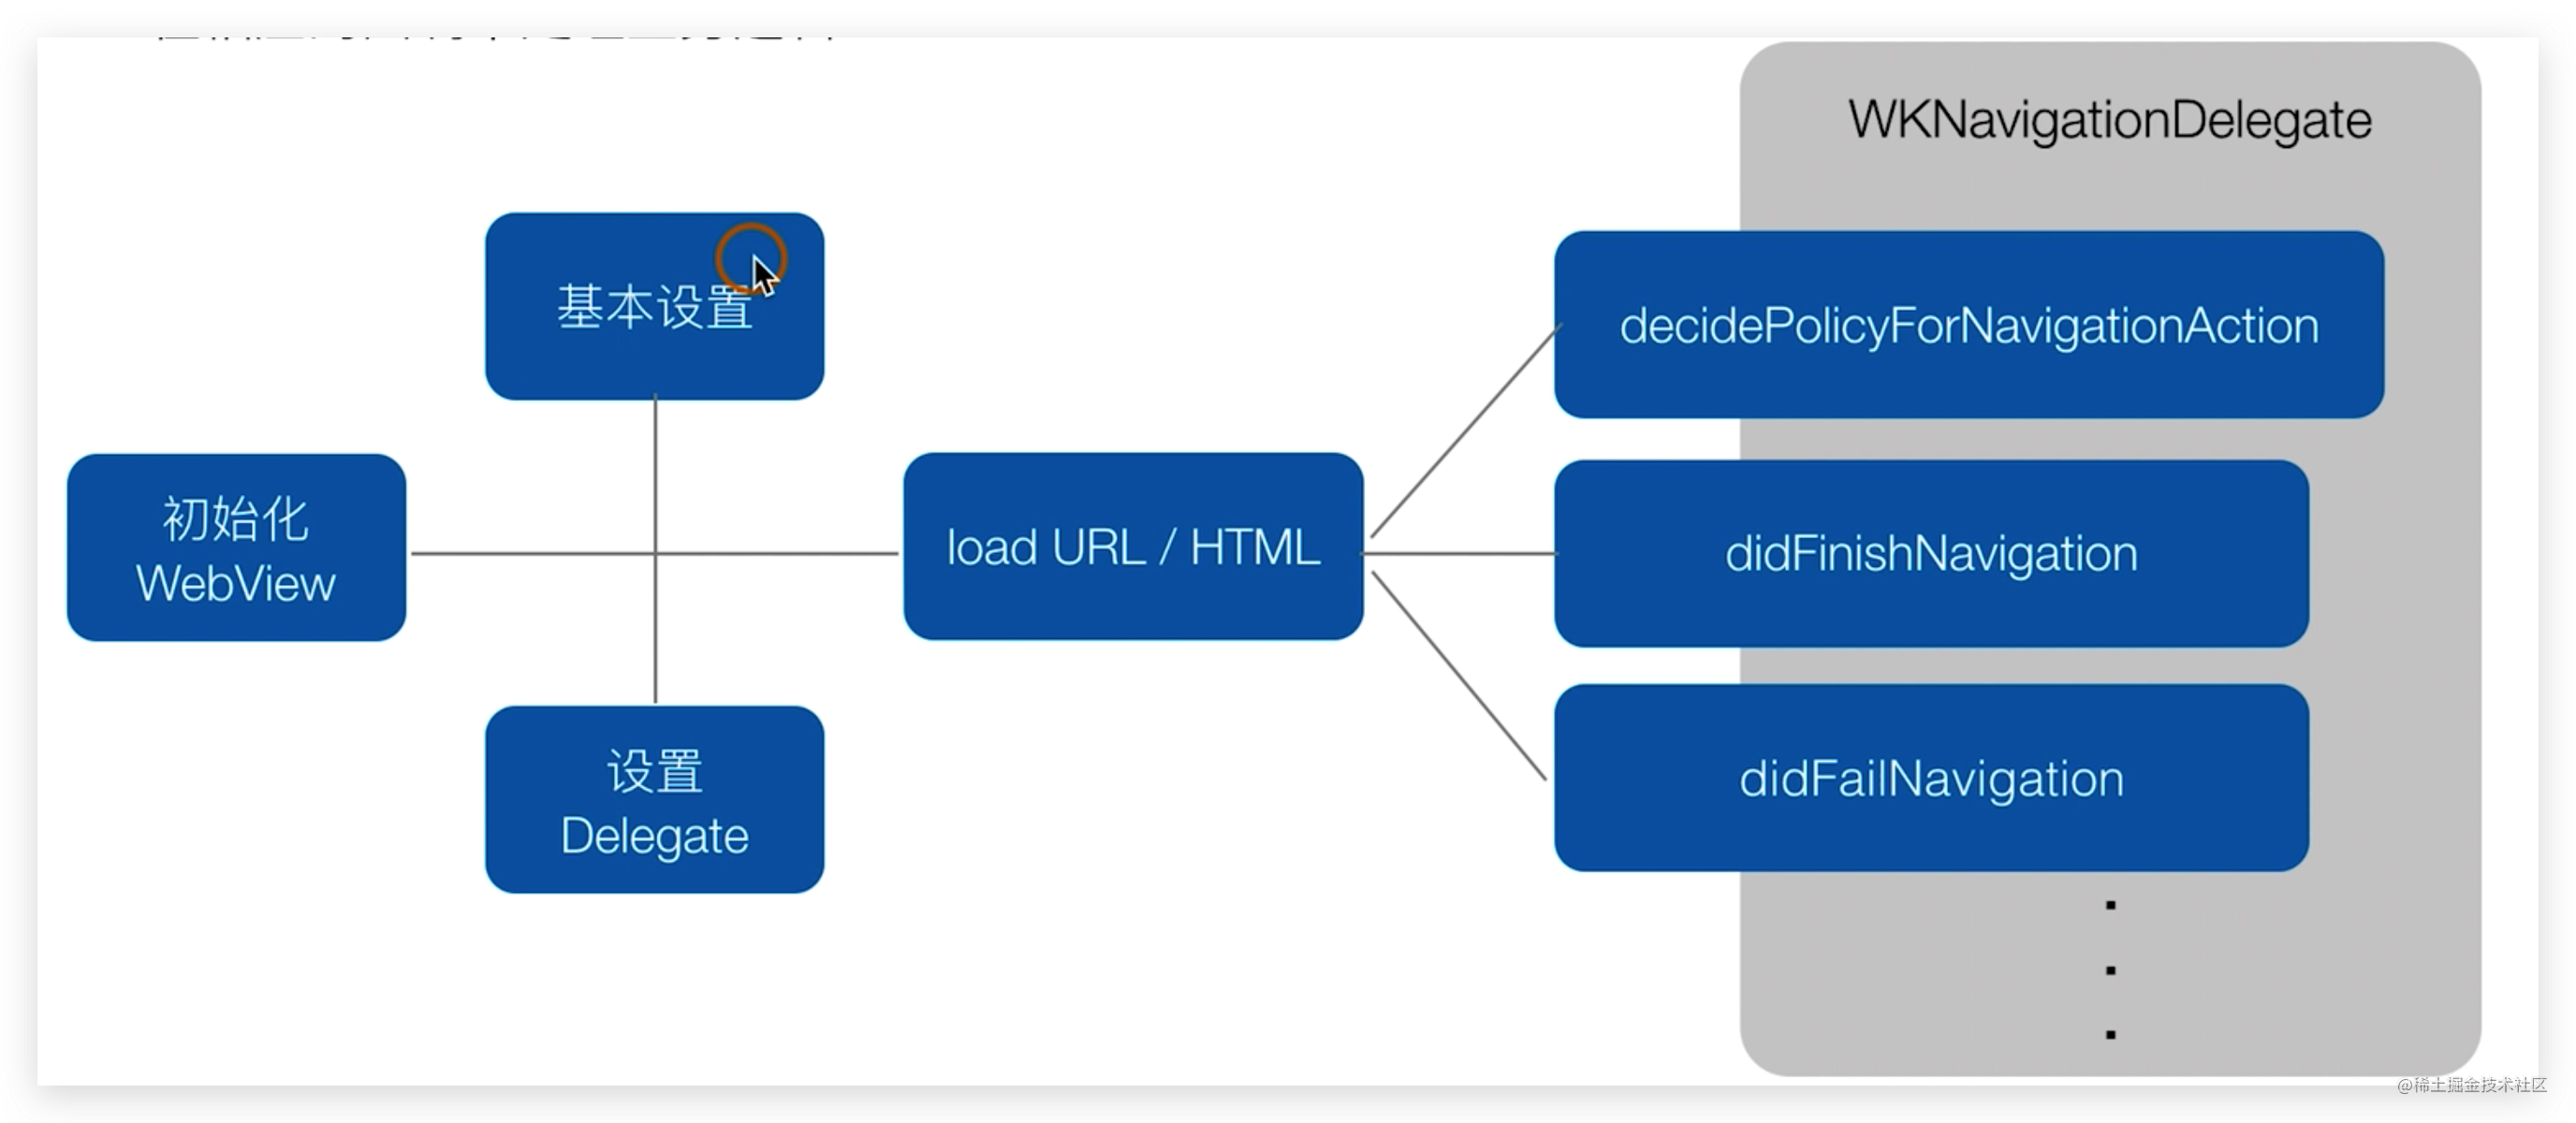 WKNavigationDelegate
基本设置
初始化
WebView
设置
Delegate
load URL / HTML
decidePolicyForNavigationAction
didFinishNavigation
didFailNavigation
@稀土掘金技术社区